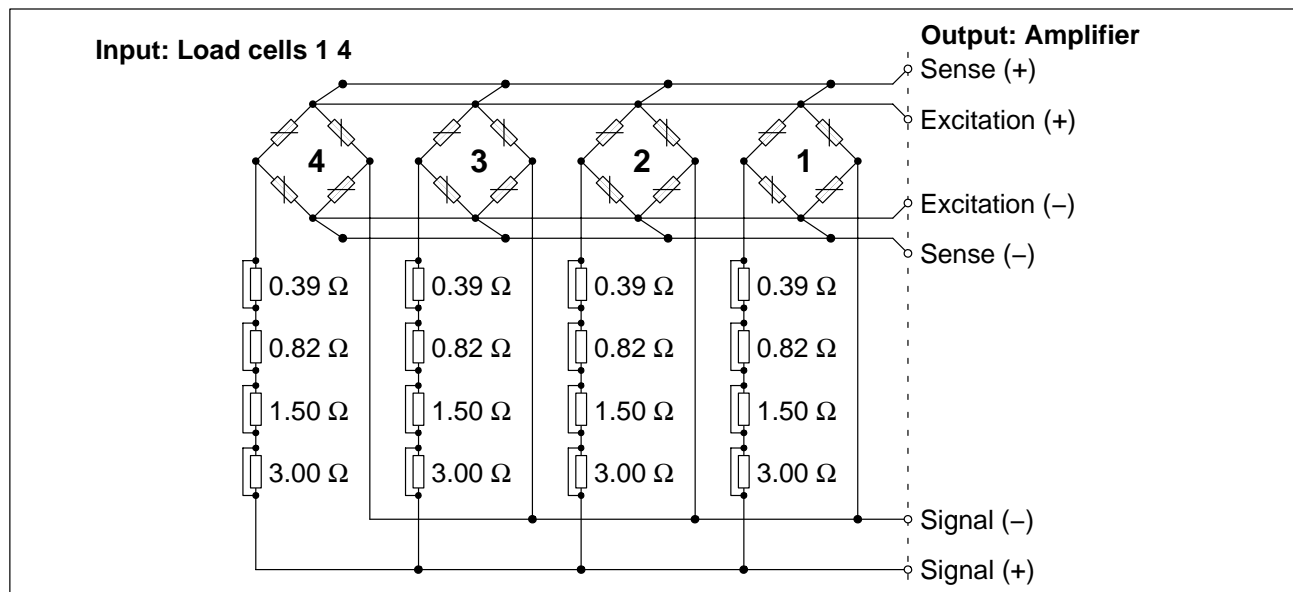 Input: Load cells 1 4
Output: Amplifier
Sense (+)
Excitation (+)
4 3 2 1
Excitation (−)
Sense (−)
0.39 Ω 0.39 Ω 0.39 Ω 0.39 Ω
0.82 Ω 0.82 Ω 0.82 Ω 0.82 Ω
1.50 Ω 1.50 Ω 1.50 Ω 1.50 Ω
3.00 Ω 3.00 Ω 3.00 Ω 3.00 Ω
Signal (−)
Signal (+)